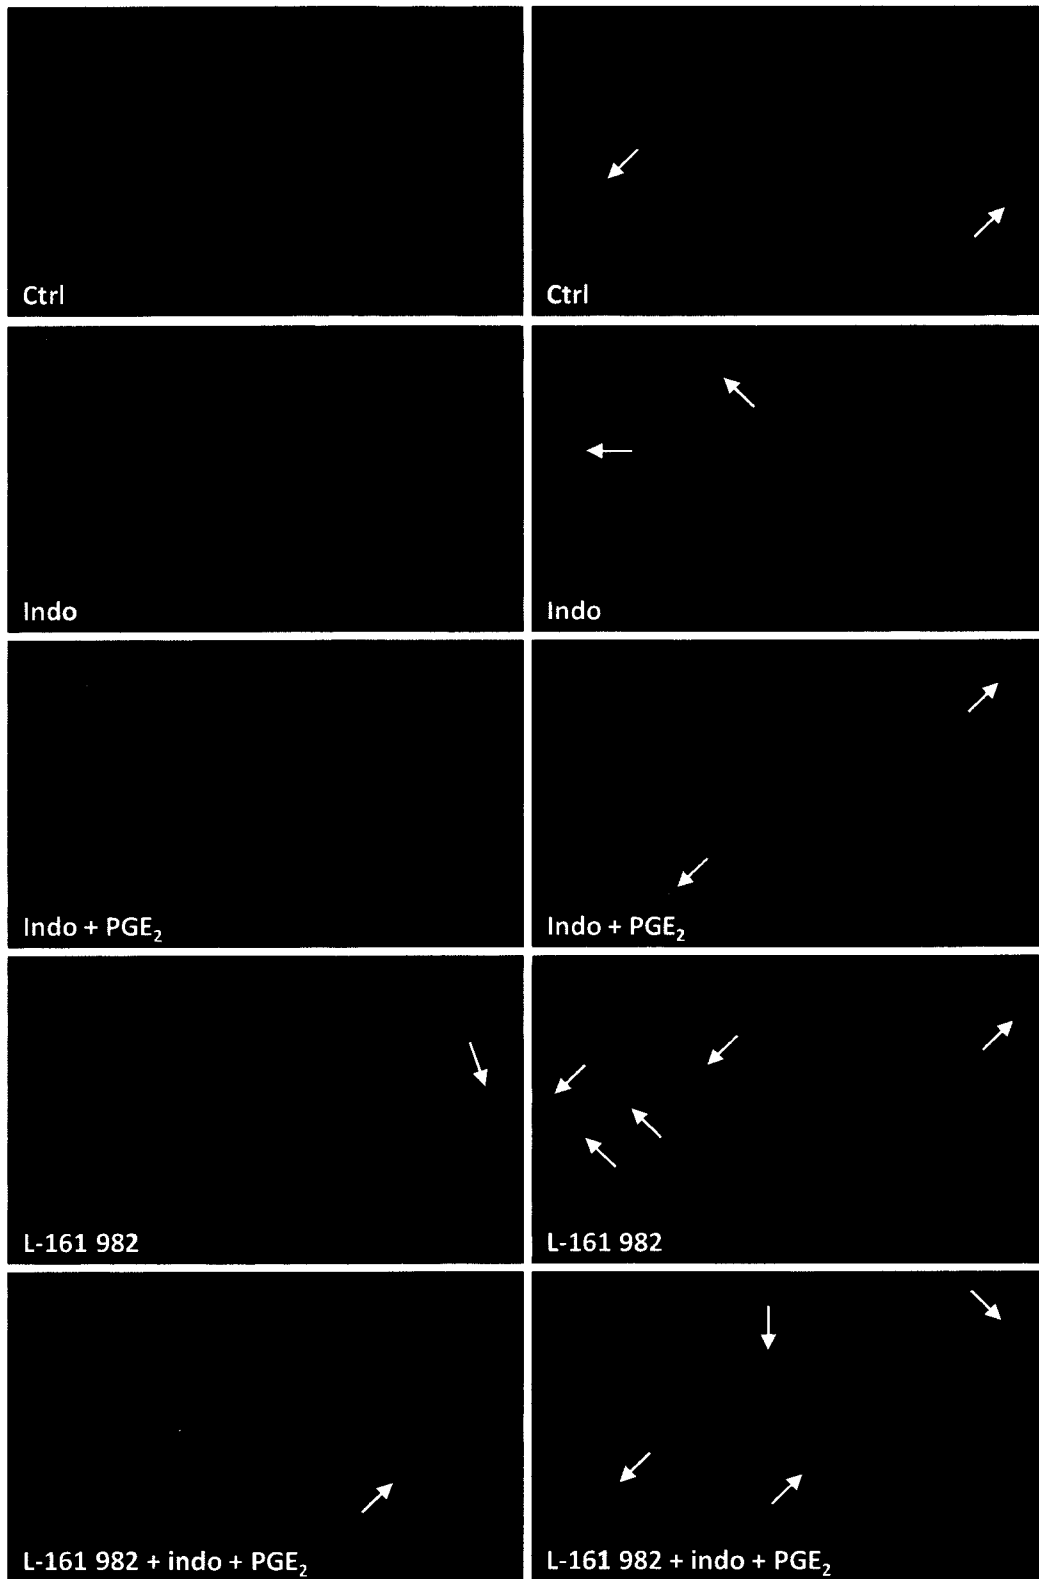 Ctrl
Ctrl
Indo
Indo
Indo + PGE₂
Indo + PGE₂
L-161 982
L-161 982
L-161 982 + indo + PGE₂
L-161 982 + indo + PGE₂